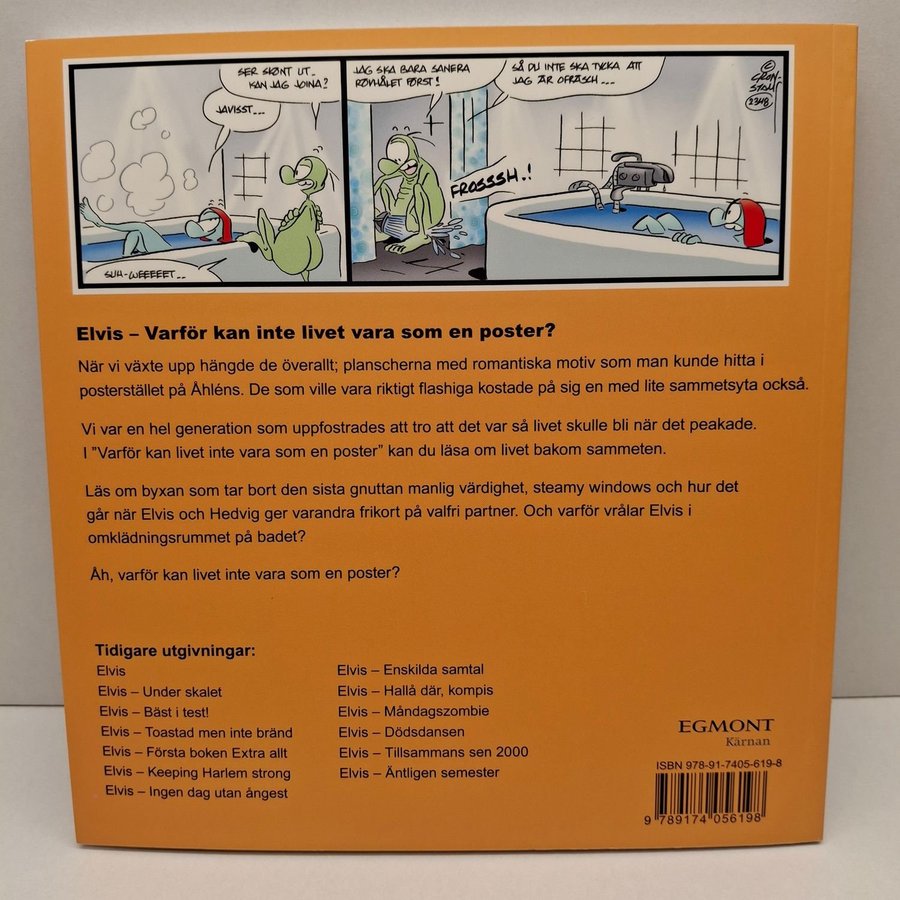 SER SKØNT UT..
KAN JAG JOINA?
JAVISST...
SUH-WEEEEET..
JAG SKA BARA SANERA
RØVHÅLET FØRST!
SÅ DU INTE SKA TYCKA ATT
JAG ÄR OFRÄSCH....
FROSSSH.!
©
CRON-
STAM
2348
Elvis – Varför kan inte livet vara som en poster?
När vi växte upp hängde de överallt; planscherna med romantiska motiv som man kunde hitta i
posterstället på Åhléns. De som ville vara riktigt flashiga kostade på sig en med lite sammetsyta också.
Vi var en hel generation som uppfostrades att tro att det var så livet skulle bli när det peakade.
I ”Varför kan livet inte vara som en poster” kan du läsa om livet bakom sammeten.
Läs om byxan som tar bort den sista gnuttan manlig värdighet, steamy windows och hur det
går när Elvis och Hedvig ger varandra frikort på valfri partner. Och varför vrålar Elvis i
omklädningsrummet på badet?
Åh, varför kan livet inte vara som en poster?
Tidigare utgivningar:
Elvis
Elvis – Under skalet
Elvis – Bäst i test!
Elvis – Toastad men inte bränd
Elvis – Första boken Extra allt
Elvis – Keeping Harlem strong
Elvis – Ingen dag utan ångest
Elvis – Enskilda samtal
Elvis – Hallå där, kompis
Elvis – Måndagszombie
Elvis – Dödsdansen
Elvis – Tillsammans sen 2000
Elvis – Äntligen semester
EGMONT
Kärnan
ISBN 978-91-7405-619-8
9 789174 056198